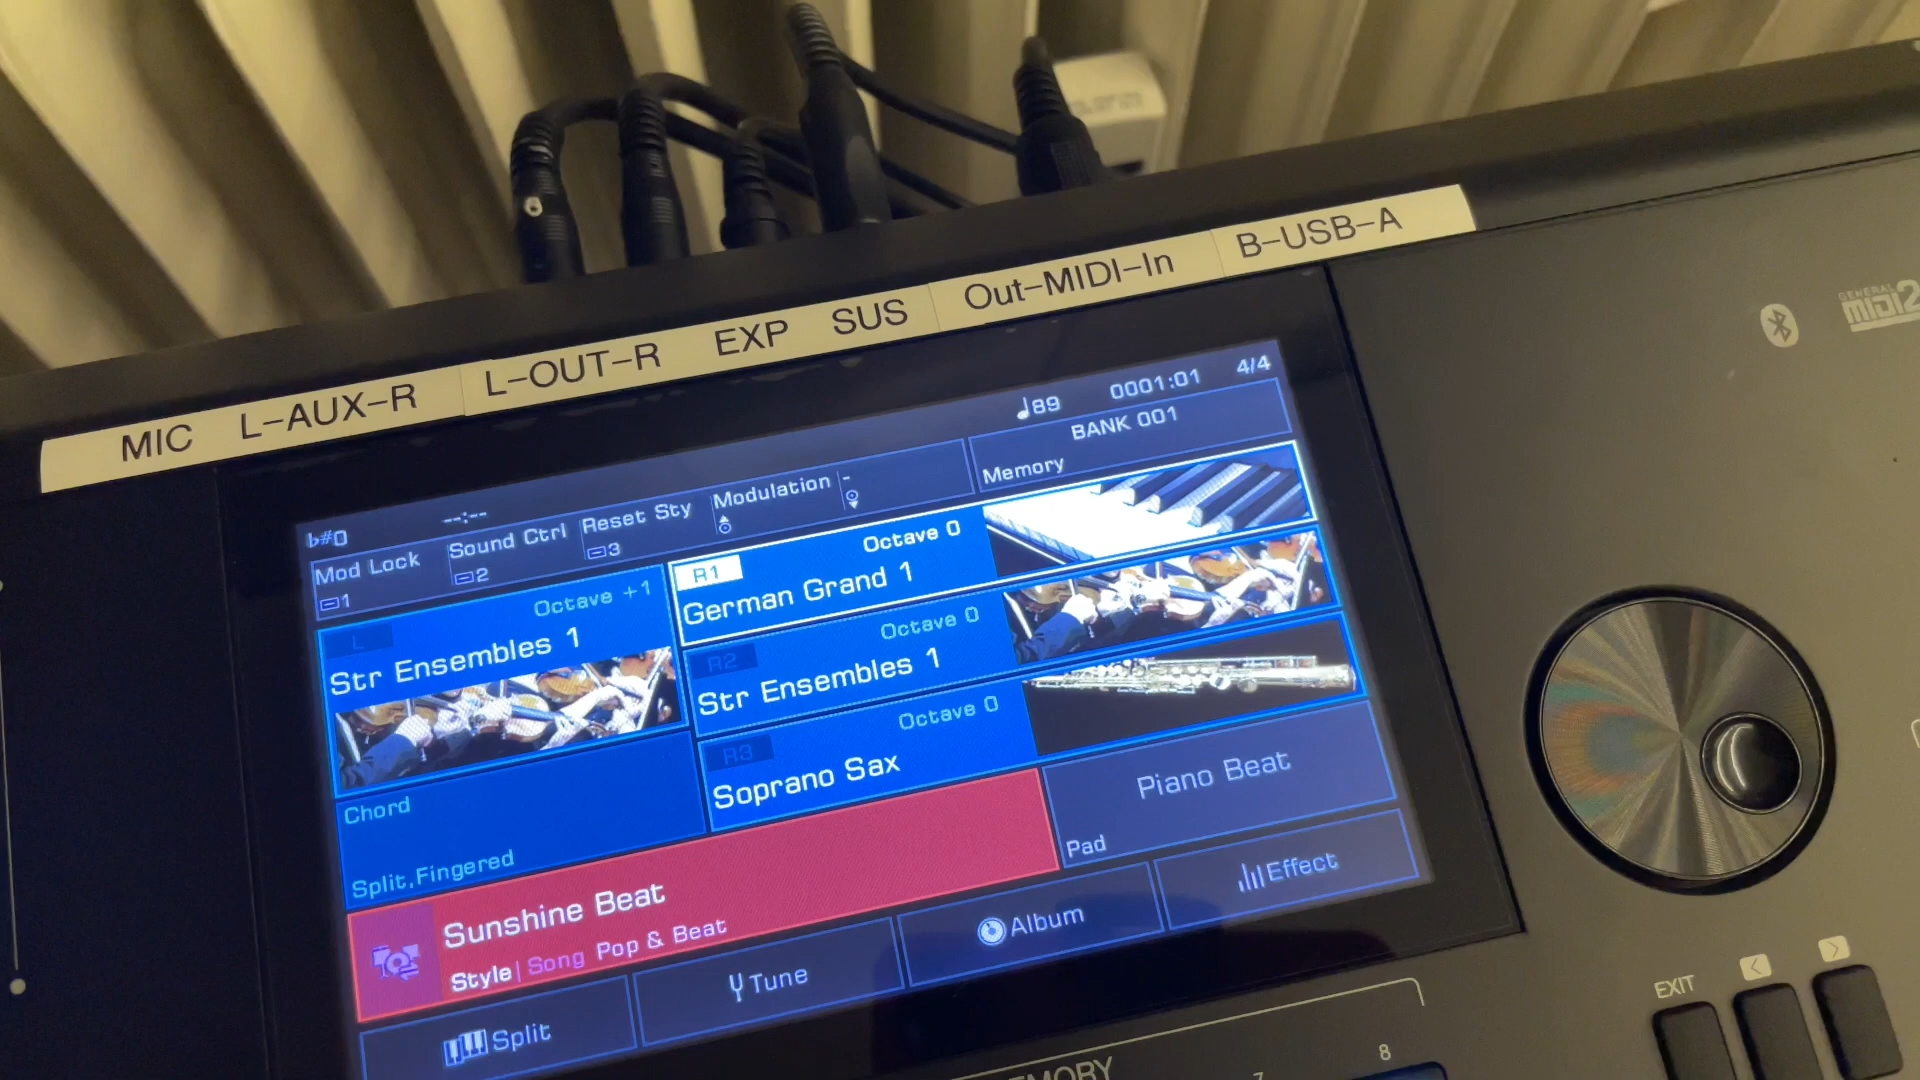 MIC L-AUX-R L-OUT-R EXP SUS Out-MIDI-In B-USB-A
GENERAL
MIDI2
♭#0 --:-- ♩89 0001:01 4/4
Mod Lock
1
Sound Ctrl
2
Reset Sty
3
Modulation
-
BANK 001
Memory
L Octave +1
Str Ensembles 1
R1 Octave 0
German Grand 1
R2 Octave 0
Str Ensembles 1
R3 Octave 0
Soprano Sax
Chord
Split,Fingered
Piano Beat
Pad
Sunshine Beat
Style| Song Pop & Beat
Split
Tune
Album
Effect
EXIT < >
7 8